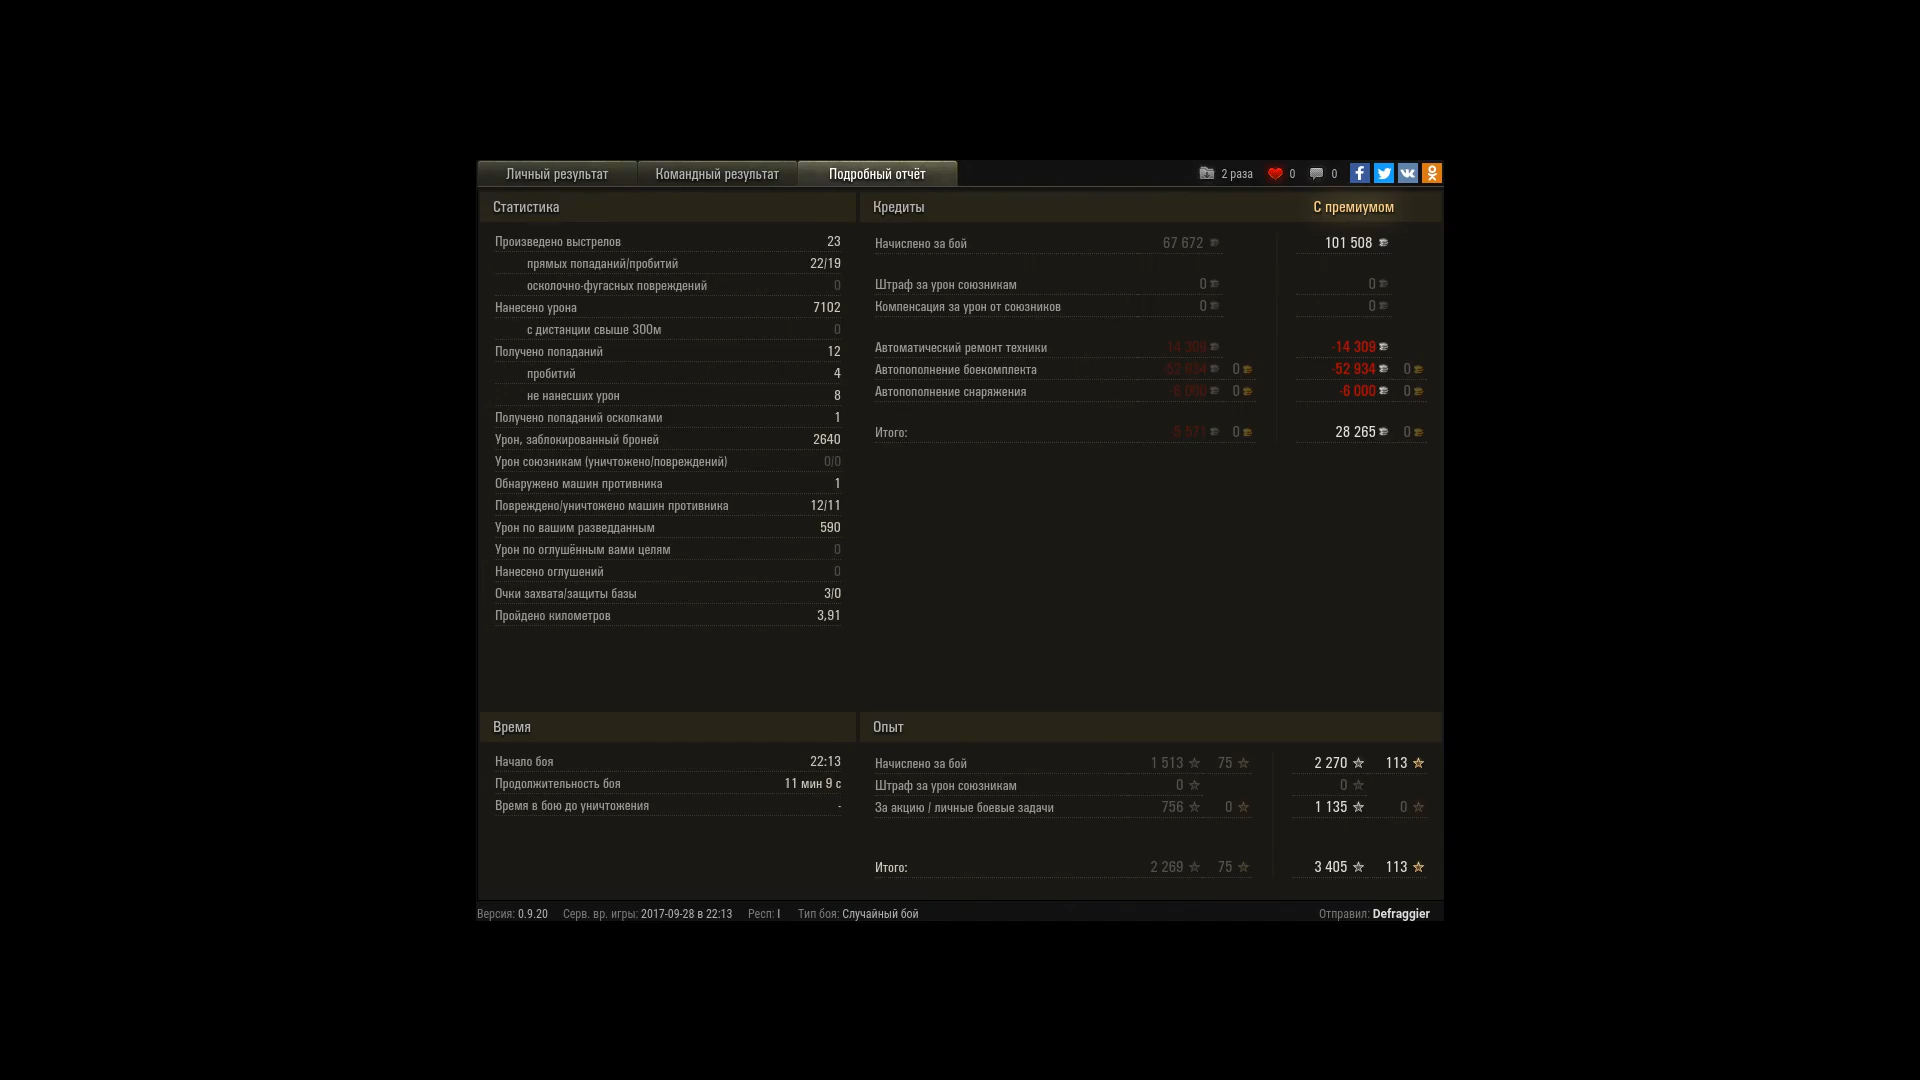 Личный результат Командный результат Подробный отчёт 2 раза 0 0
Статистика
Произведено выстрелов 23
прямых попаданий/пробитий 22/19
осколочно-фугасных повреждений 0
Нанесено урона 7102
с дистанции свыше 300м 0
Получено попаданий 12
пробитий 4
не нанесших урон 8
Получено попаданий осколками 1
Урон, заблокированный броней 2640
Урон союзникам (уничтожено/повреждений) 0/0
Обнаружено машин противника 1
Повреждено/уничтожено машин противника 12/11
Урон по вашим разведданным 590
Урон по оглушённым вами целям 0
Нанесено оглушений 0
Очки захвата/защиты базы 3/0
Пройдено километров 3,91
Кредиты С премиумом
Начислено за бой 67 672 101 508
Штраф за урон союзникам 0 0
Компенсация за урон от союзников 0 0
Автоматический ремонт техники -14 309 -14 309
Автопополнение боекомплекта -52 934 0 -52 934 0
Автопополнение снаряжения -6 000 0 -6 000 0
Итого: -5 571 0 28 265 0
Время
Начало боя 22:13
Продолжительность боя 11 мин 9 с
Время в бою до уничтожения -
Опыт
Начислено за бой 1 513 75 2 270 113
Штраф за урон союзникам 0 0
За акцию / личные боевые задачи 756 0 1 135 0
Итого: 2 269 75 3 405 113
Версия: 0.9.20 Серв. вр. игры: 2017-09-28 в 22:13 Респ: I Тип боя: Случайный бой Отправил: Defraggier